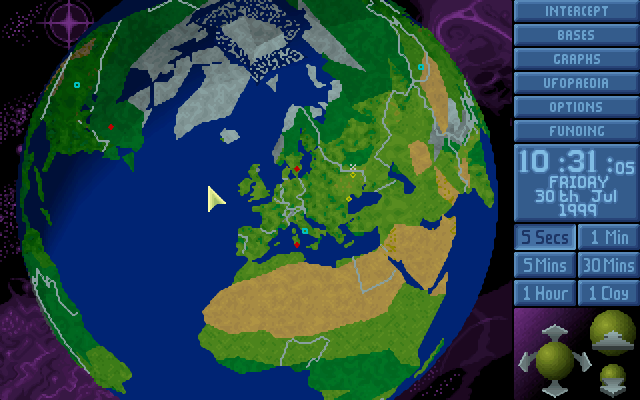 INTERCEPT
BASES
GRAPHS
UFOPAEDIA
OPTIONS
FUNDING
10:31:05
FRIDAY
30th Jul
1999
5 Secs 1 Min
5 Mins 30 Mins
1 Hour 1 Day